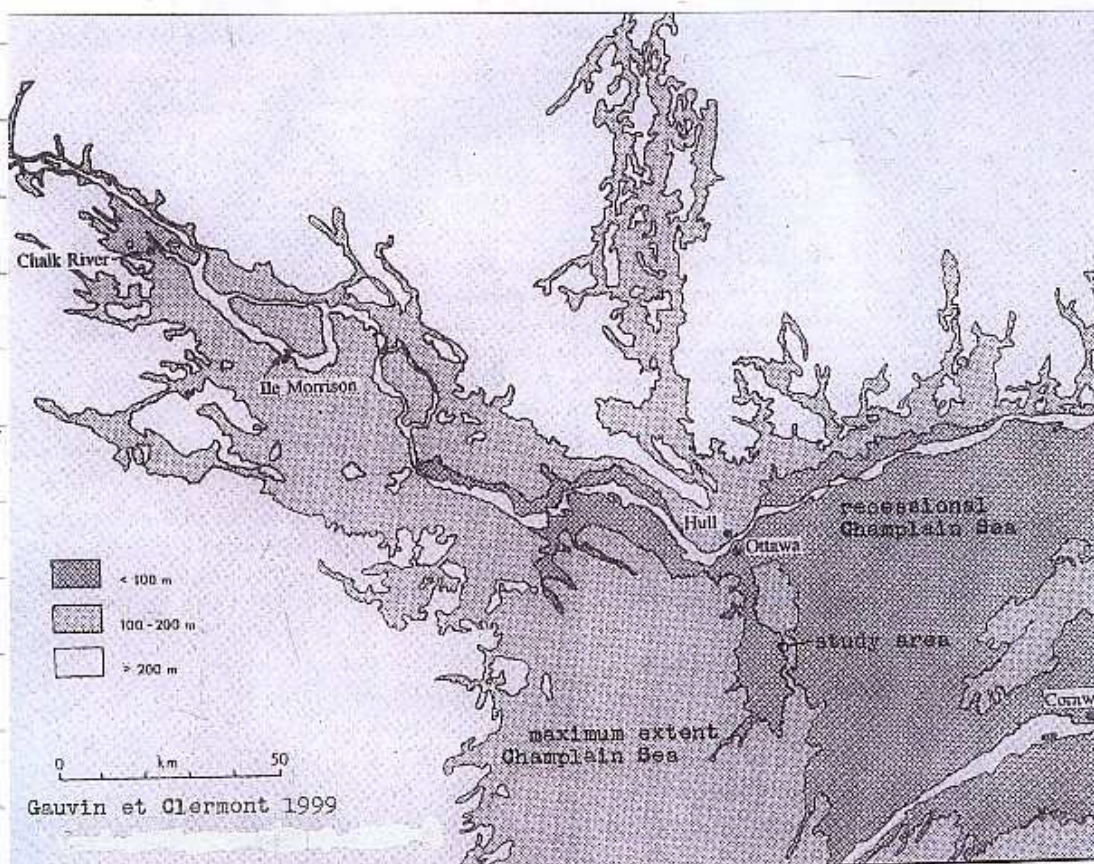 Chalk River
Ile Morrison
Hull
Ottawa
recessional
Champlain Sea
< 100 m
100 - 200 m
> 200 m
study area
Cornw
maximum extent
Champlain Sea
0 km 50
Gauvin et Clermont 1999